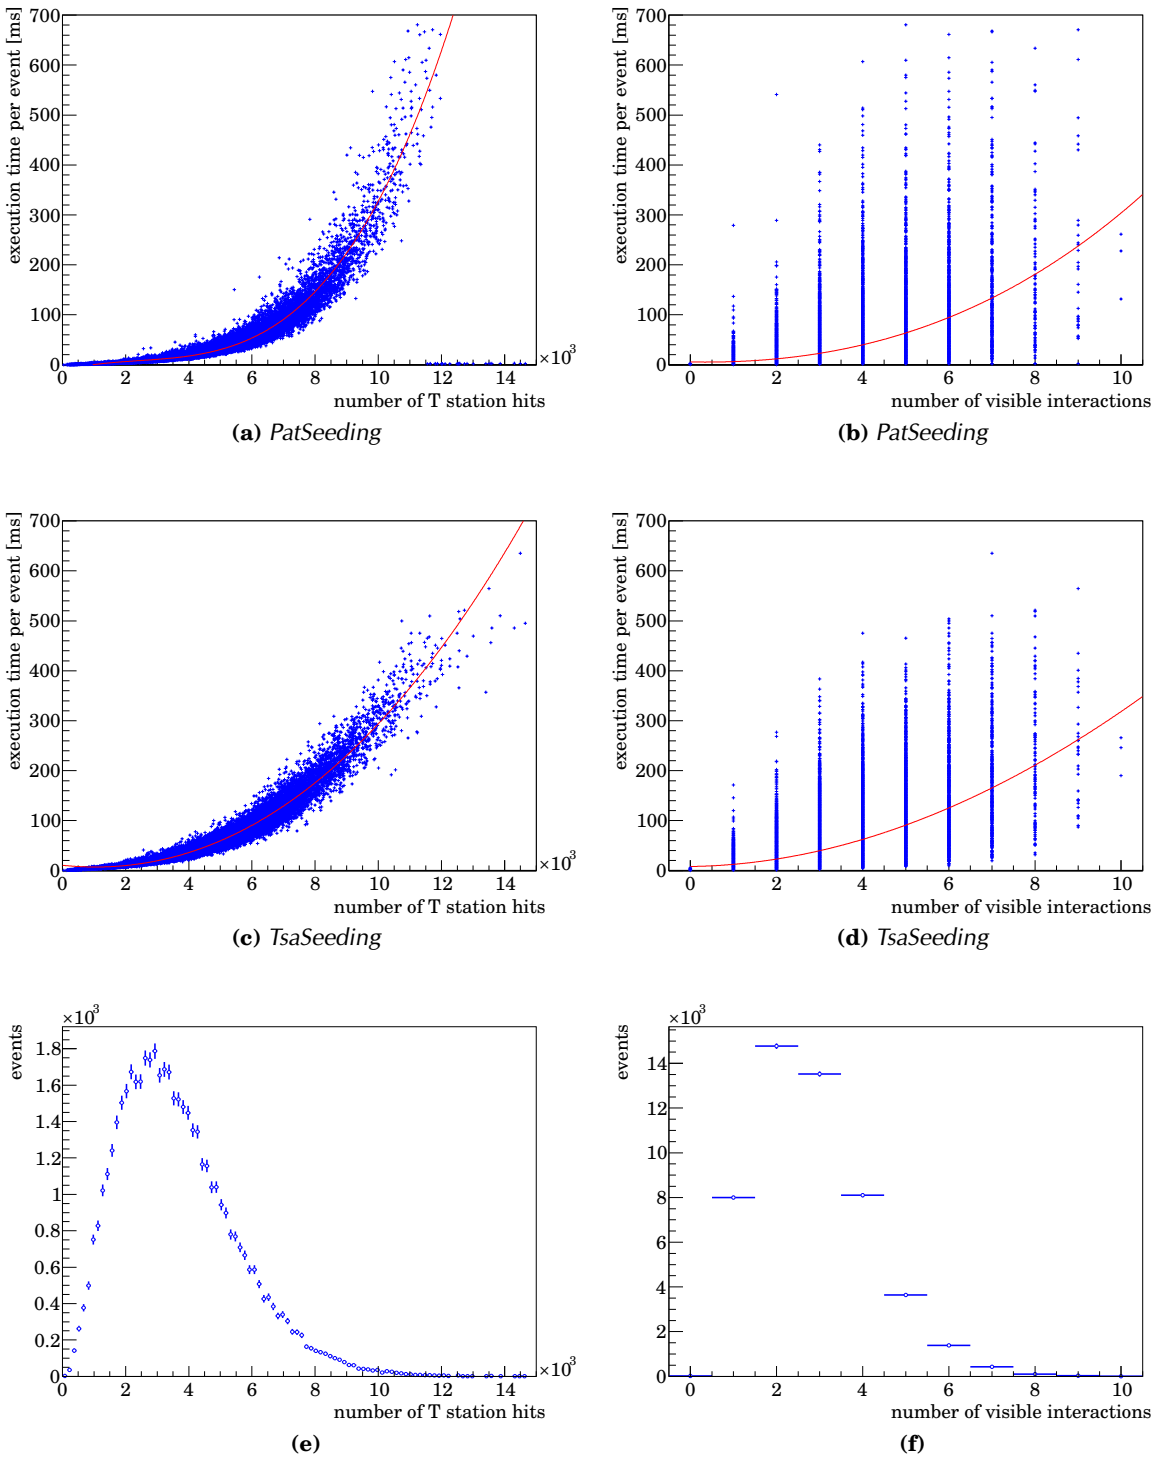 execution time per event [ms]
700
600
500
400
300
200
100
0
0 2 4 6 8 10 12 14
×10³
number of T station hits
(a) PatSeeding
execution time per event [ms]
700
600
500
400
300
200
100
0
0 2 4 6 8 10
number of visible interactions
(b) PatSeeding
execution time per event [ms]
700
600
500
400
300
200
100
0
0 2 4 6 8 10 12 14
×10³
number of T station hits
(c) TsaSeeding
execution time per event [ms]
700
600
500
400
300
200
100
0
0 2 4 6 8 10
number of visible interactions
(d) TsaSeeding
×10³
events
1.8
1.6
1.4
1.2
1
0.8
0.6
0.4
0.2
0
0 2 4 6 8 10 12 14
×10³
number of T station hits
(e)
×10³
events
14
12
10
8
6
4
2
0
0 2 4 6 8 10
number of visible interactions
(f)